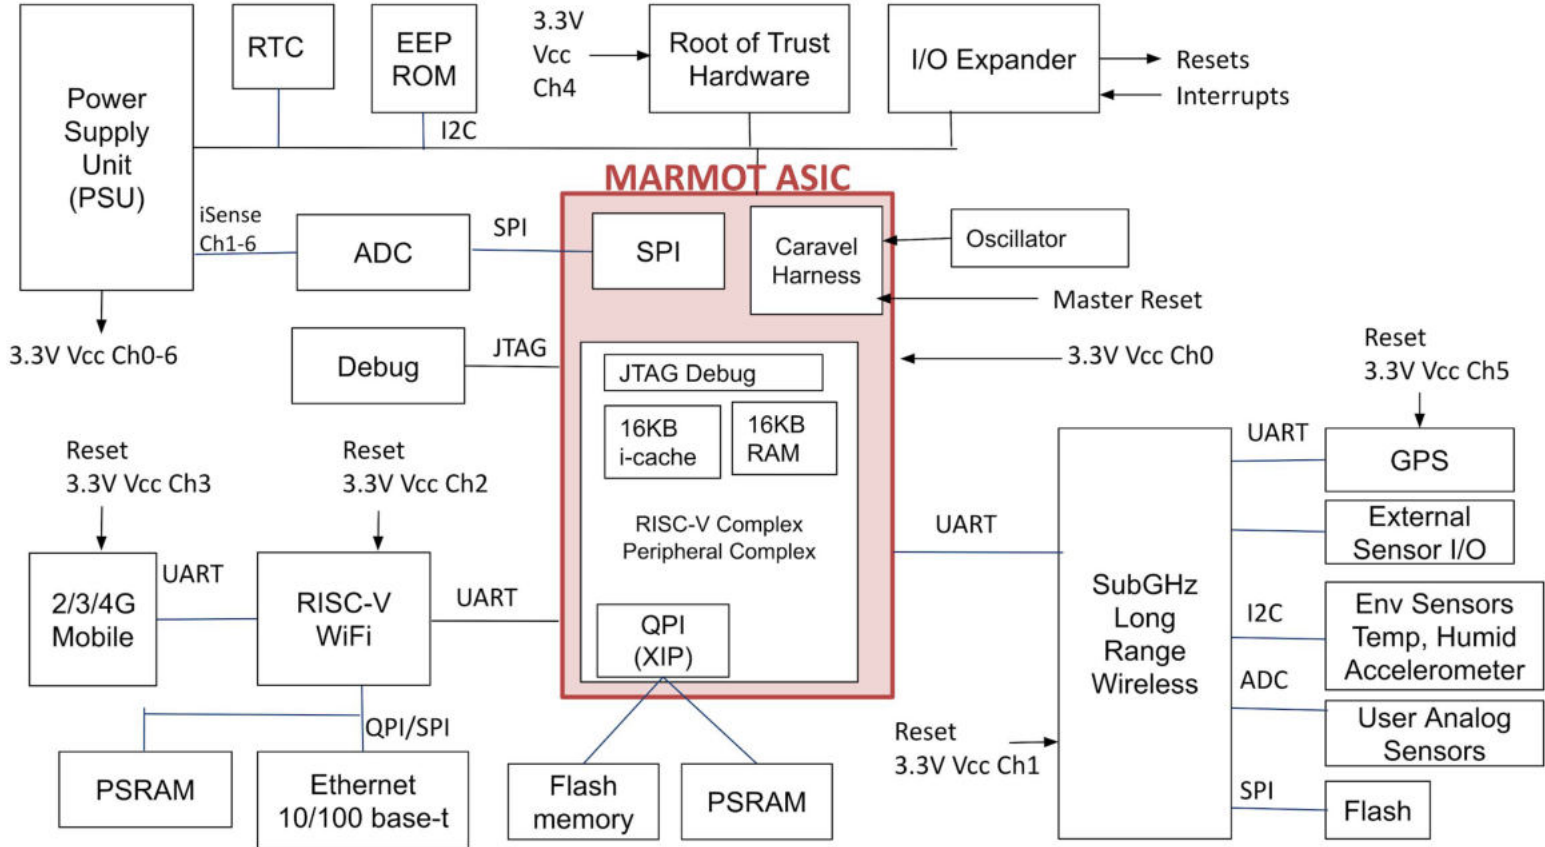 Power
Supply
Unit
(PSU)
RTC
EEP
ROM
I2C
3.3V
Vcc
Ch4
Root of Trust
Hardware
I/O Expander
Resets
Interrupts
MARMOT ASIC
iSense
Ch1-6
ADC
SPI
SPI
Caravel
Harness
Oscillator
Master Reset
3.3V Vcc Ch0-6
Debug
JTAG
3.3V Vcc Ch0
JTAG Debug
16KB
i-cache
16KB
RAM
RISC-V Complex
Peripheral Complex
QPI
(XIP)
Reset
3.3V Vcc Ch3
Reset
3.3V Vcc Ch2
2/3/4G
Mobile
UART
RISC-V
WiFi
UART
QPI/SPI
PSRAM
Ethernet
10/100 base-t
Flash
memory
PSRAM
UART
SubGHz
Long
Range
Wireless
Reset
3.3V Vcc Ch1
Reset
3.3V Vcc Ch5
UART
GPS
External
Sensor I/O
I2C
Env Sensors
Temp, Humid
Accelerometer
ADC
User Analog
Sensors
SPI
Flash